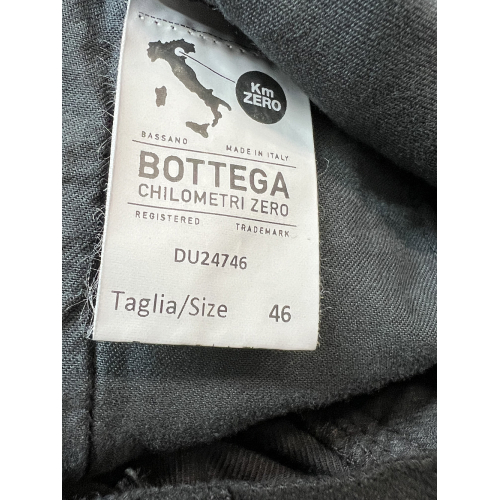 Km
ZERO
BASSANO MADE IN ITALY
BOTTEGA
CHILOMETRI ZERO
REGISTERED TRADEMARK
DU24746
Taglia/Size 46